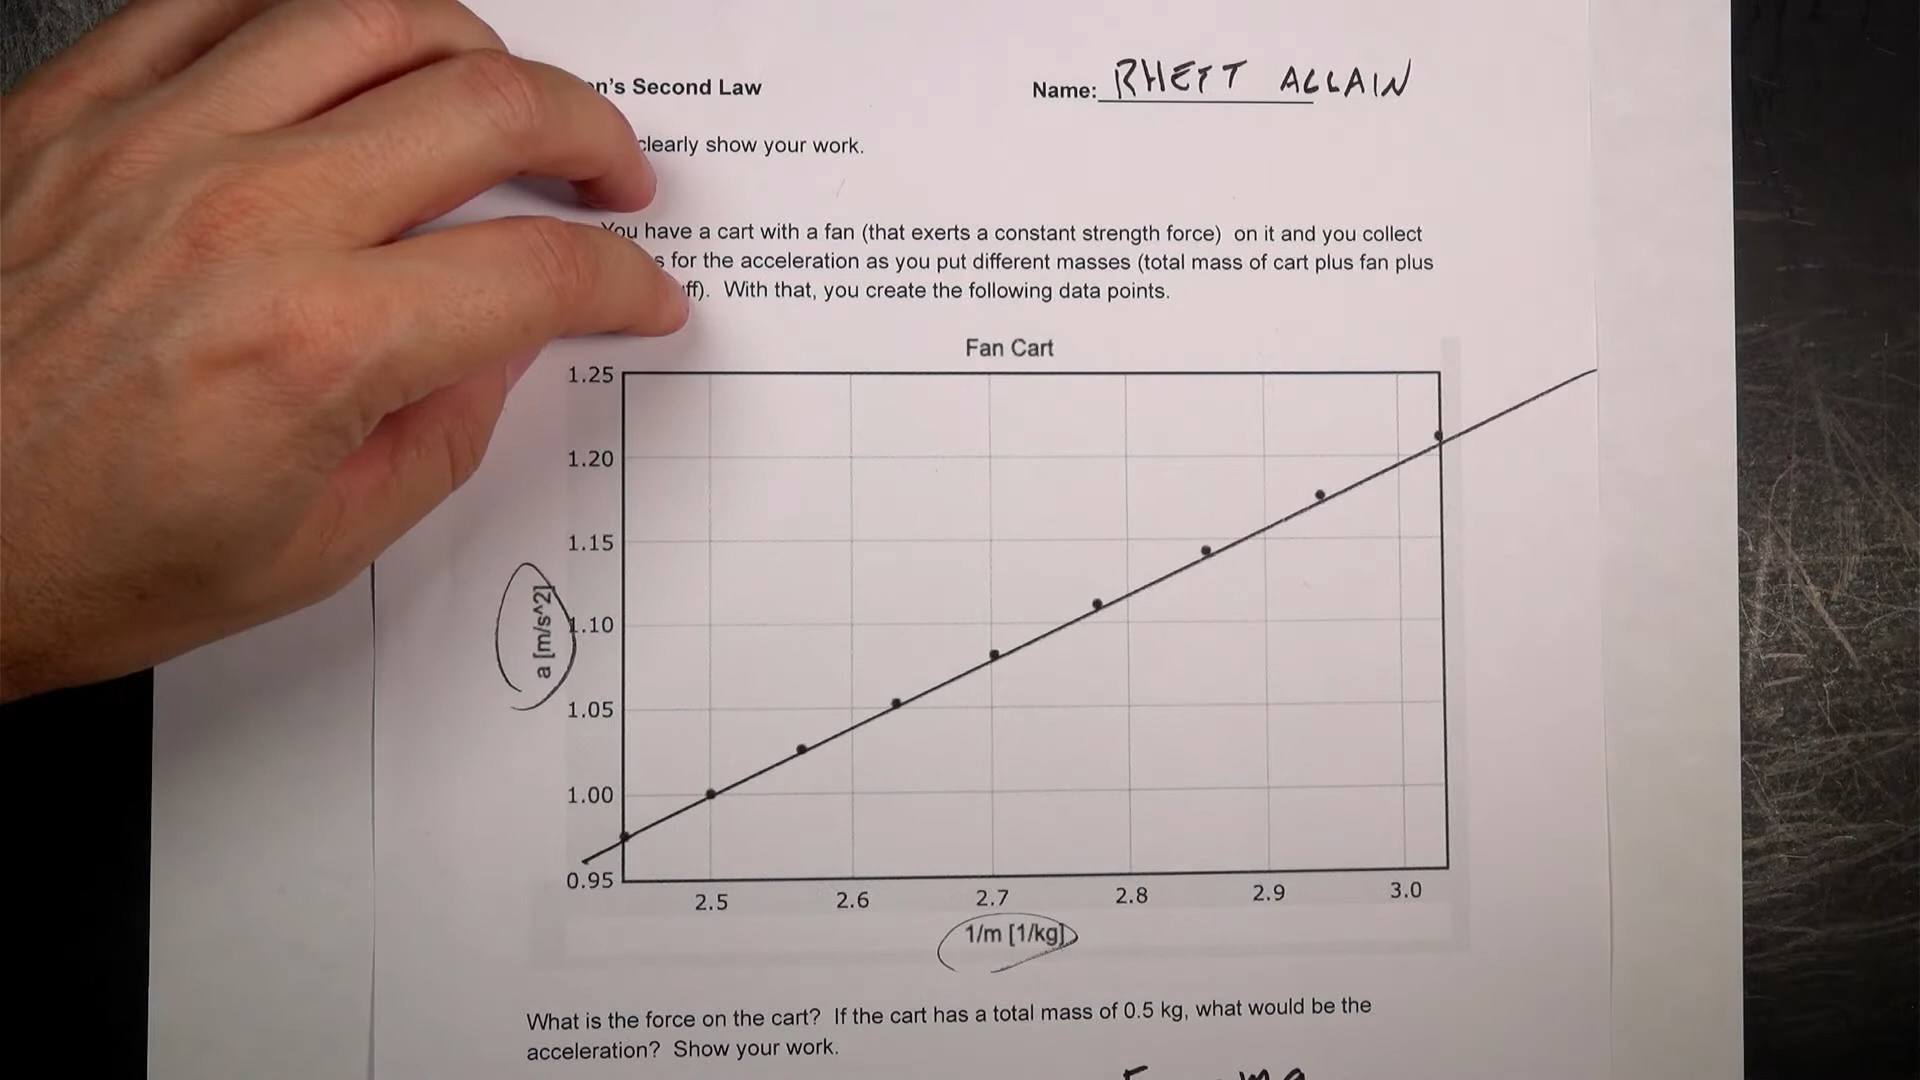 n's Second Law
Name: RHETT ALLAIN
clearly show your work.
You have a cart with a fan (that exerts a constant strength force) on it and you collect
s for the acceleration as you put different masses (total mass of cart plus fan plus
ff). With that, you create the following data points.
Fan Cart
1.25
1.20
1.15
1.10
1.05
1.00
0.95
a [m/s^2]
2.5 2.6 2.7 2.8 2.9 3.0
1/m [1/kg]
What is the force on the cart? If the cart has a total mass of 0.5 kg, what would be the
acceleration? Show your work.